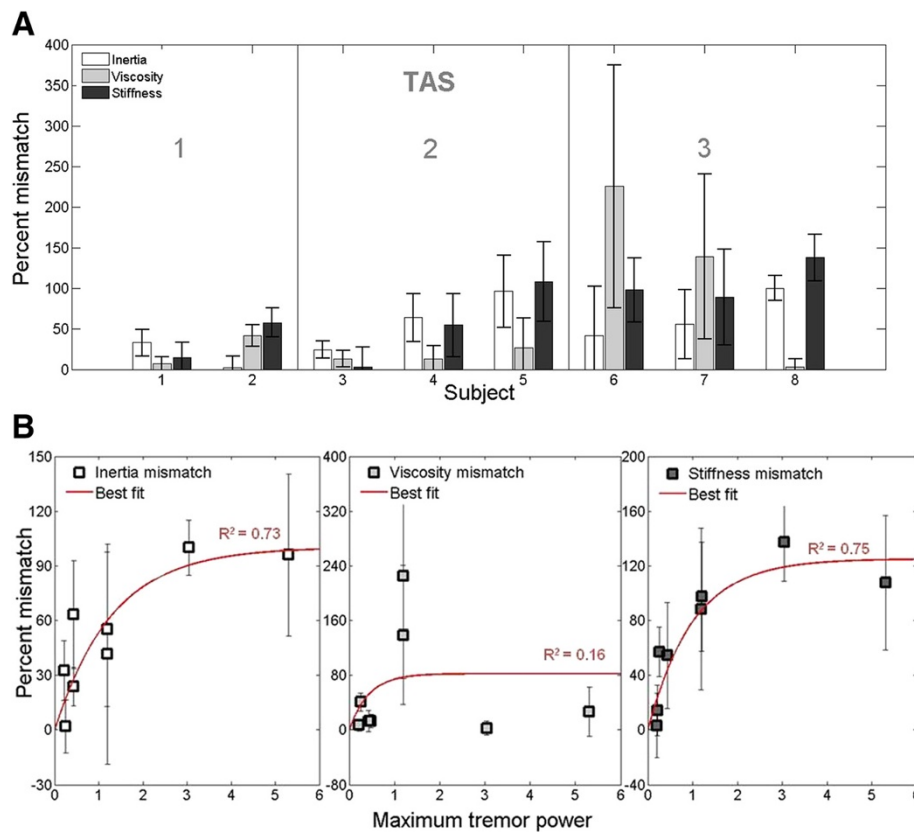 A
400
350
300
250
200
150
100
50
0
Percent mismatch
Inertia
Viscosity
Stiffness
TAS
1
2
3
1 2 3 4 5 6 7 8
Subject
B
150
120
90
60
30
0
-30
Percent mismatch
Inertia mismatch
Best fit
R² = 0.73
0 1 2 3 4 5 6
400
320
240
160
80
0
-80
Viscosity mismatch
Best fit
R² = 0.16
0 1 2 3 4 5 6
200
160
120
80
40
0
-40
Stiffness mismatch
Best fit
R² = 0.75
0 1 2 3 4 5
Maximum tremor power